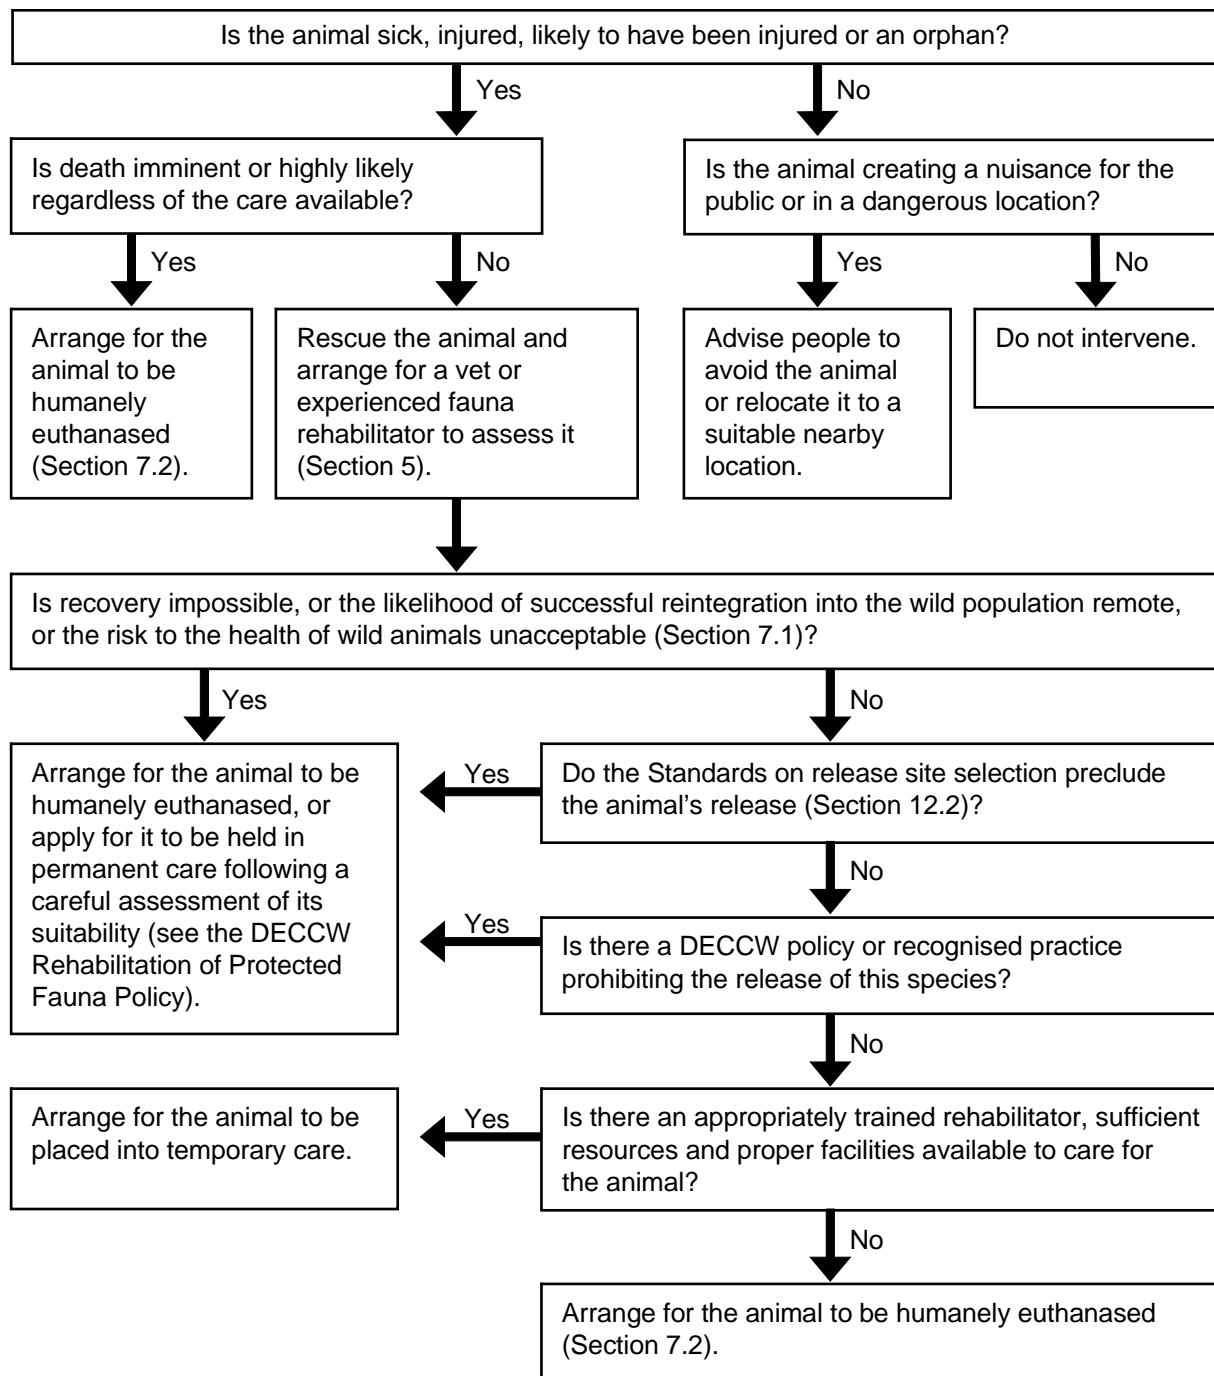 Is the animal sick, injured, likely to have been injured or an orphan?
Yes
No
Is death imminent or highly likely
regardless of the care available?
Is the animal creating a nuisance for the
public or in a dangerous location?
Yes
No
Yes
No
Arrange for the
animal to be
humanely
euthanased
(Section 7.2).
Rescue the animal and
arrange for a vet or
experienced fauna
rehabilitator to assess it
(Section 5).
Advise people to
avoid the animal
or relocate it to a
suitable nearby
location.
Do not intervene.
Is recovery impossible, or the likelihood of successful reintegration into the wild population remote,
or the risk to the health of wild animals unacceptable (Section 7.1)?
Yes
No
Arrange for the animal to be
humanely euthanased, or
apply for it to be held in
permanent care following a
careful assessment of its
suitability (see the DECCW
Rehabilitation of Protected
Fauna Policy).
Yes
Do the Standards on release site selection preclude
the animal's release (Section 12.2)?
No
Yes
Is there a DECCW policy or recognised practice
prohibiting the release of this species?
No
Arrange for the animal to be
placed into temporary care.
Yes
Is there an appropriately trained rehabilitator, sufficient
resources and proper facilities available to care for
the animal?
No
Arrange for the animal to be humanely euthanased
(Section 7.2).